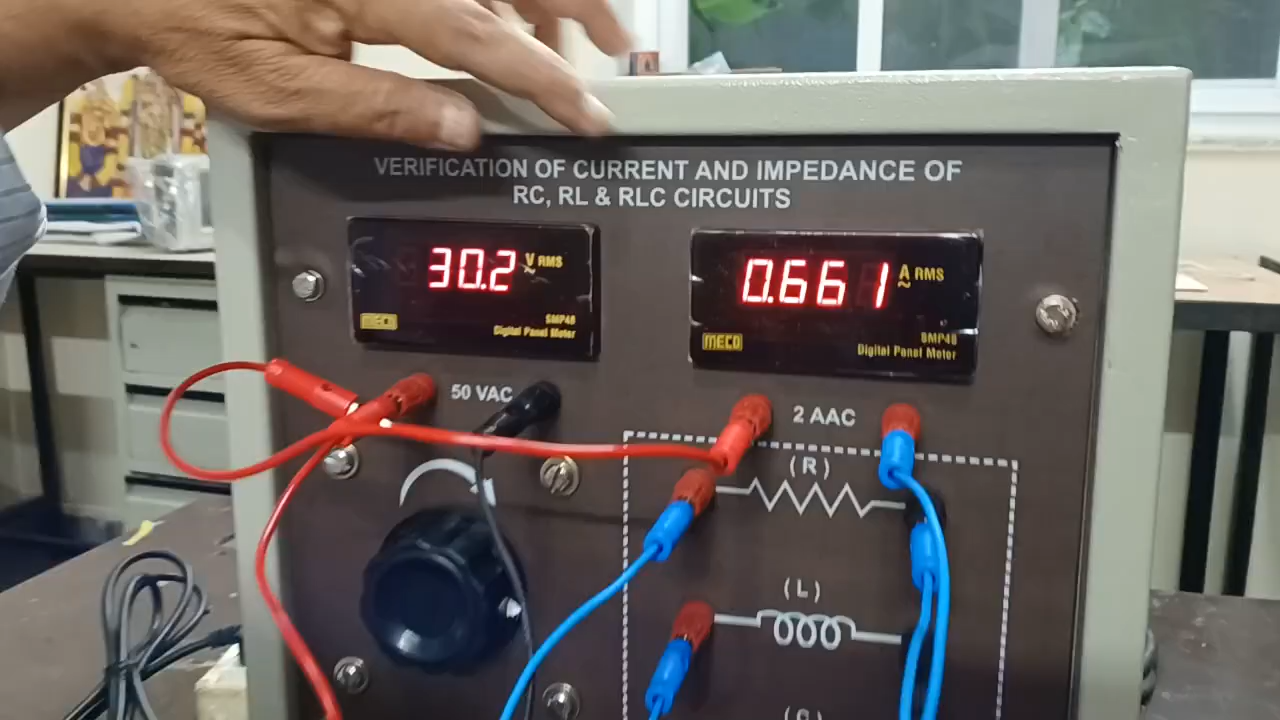 VERIFICATION OF CURRENT AND IMPEDANCE OF
RC, RL & RLC CIRCUITS
30.2 V RMS
~
MECO
SMP48
Digital Panel Meter
0.661 A RMS
~
MECO
SMP48
Digital Panel Meter
50 VAC
2 AAC
(R)
(L)